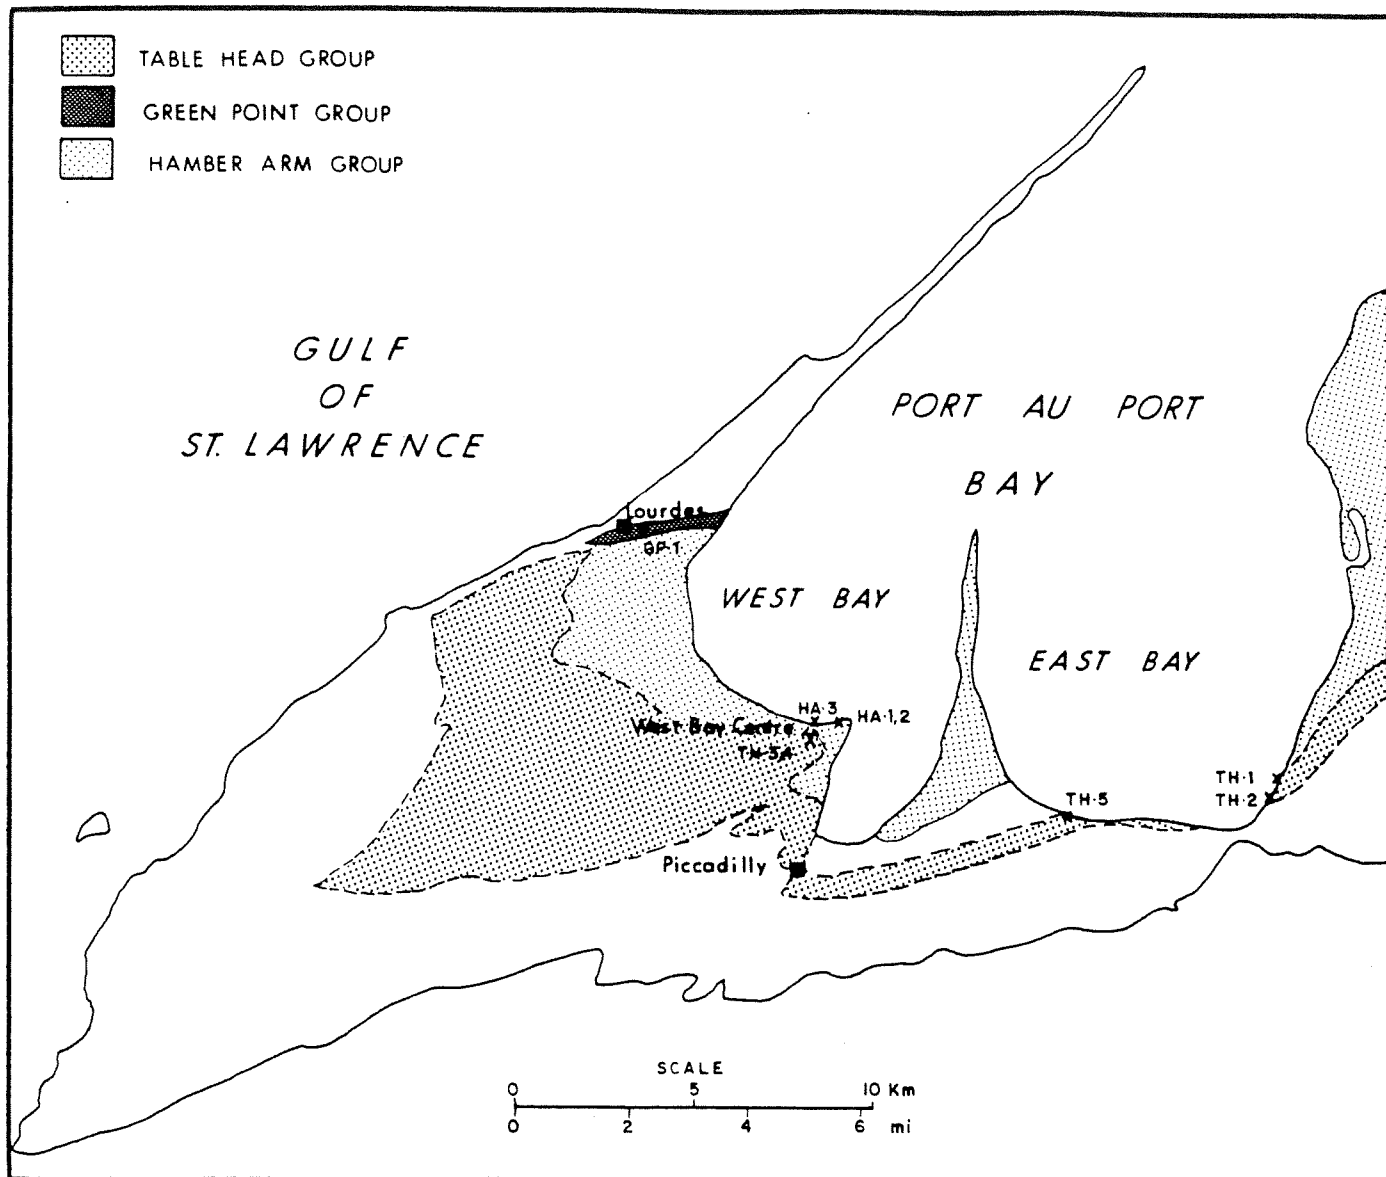 TABLE HEAD GROUP
GREEN POINT GROUP
HAMBER ARM GROUP
GULF
OF
ST. LAWRENCE
PORT AU PORT
BAY
Lourdes
GP-1
WEST BAY
EAST BAY
HA·3
HA·1,2
West Bay Centre
TH-3A
TH·1
TH·2
TH·5
Piccadilly
SCALE
0 5 10 Km
0 2 4 6 mi